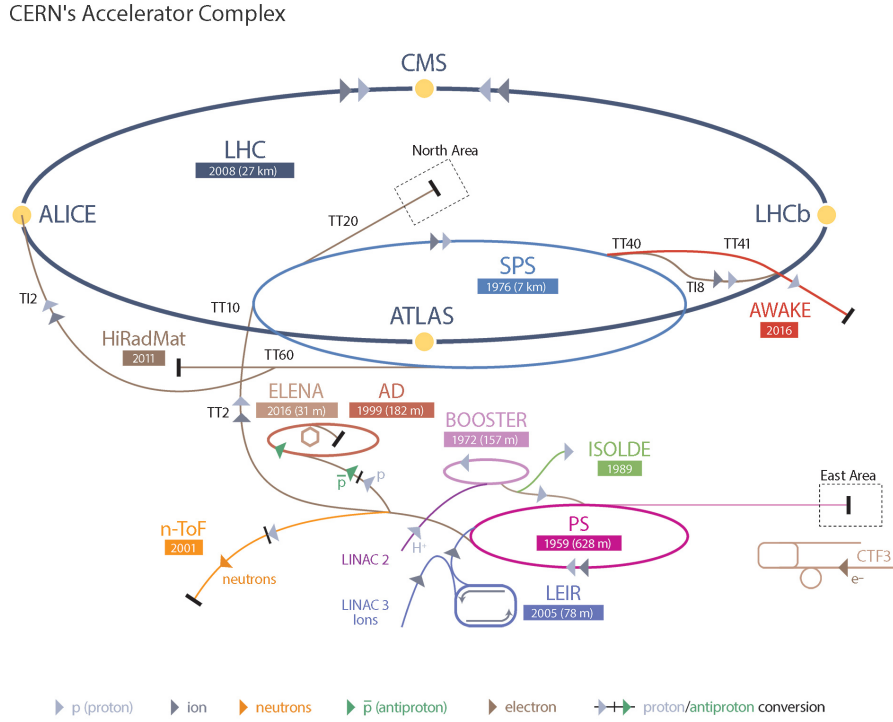 CERN's Accelerator Complex
CMS
LHC
2008 (27 km)
North Area
ALICE
TT20
LHCb
TT40
TT41
SPS
1976 (7 km)
TI8
TI2
TT10
AWAKE
2016
ATLAS
HiRadMat
2011
TT60
ELENA
2016 (31 m)
AD
1999 (182 m)
TT2
BOOSTER
1972 (157 m)
ISOLDE
1989
p
p̅
East Area
n-ToF
2001
neutrons
LINAC 2
H⁺
PS
1959 (628 m)
CTF3
e⁻
LINAC 3
Ions
LEIR
2005 (78 m)
p (proton)
ion
neutrons
p̅ (antiproton)
electron
proton/antiproton conversion